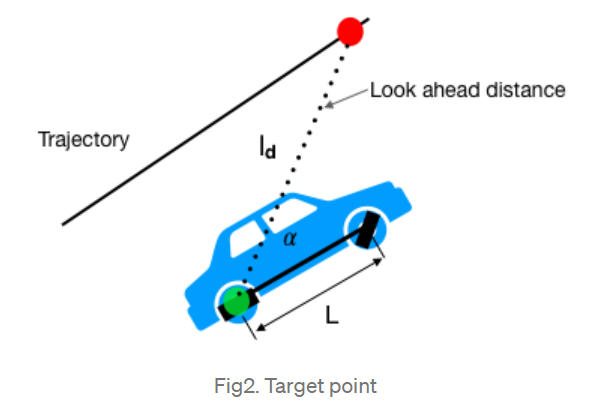 Look ahead distance
Trajectory
ld
α
L
Fig2. Target point